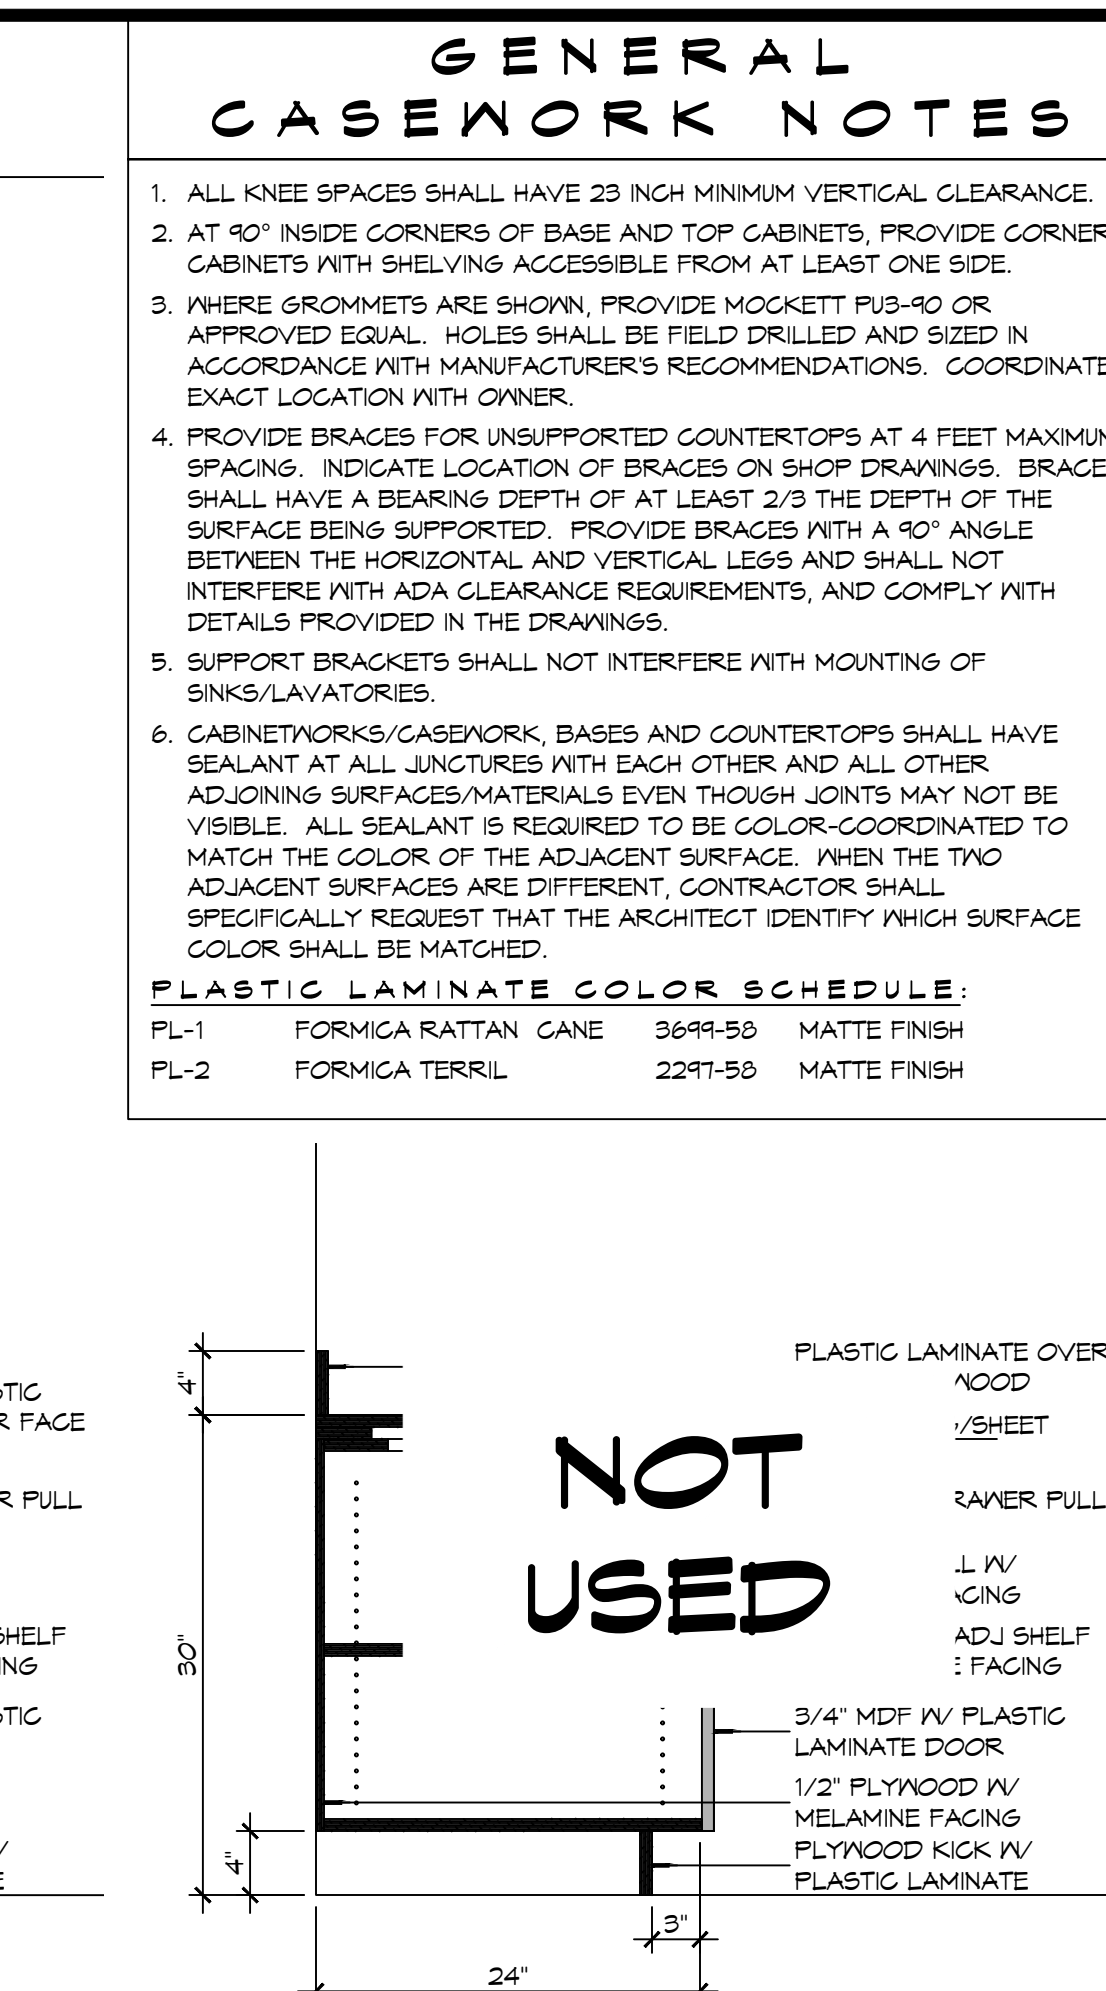 GENERAL
CASEWORK NOTES
1. ALL KNEE SPACES SHALL HAVE 23 INCH MINIMUM VERTICAL CLEARANCE.
2. AT 90° INSIDE CORNERS OF BASE AND TOP CABINETS, PROVIDE CORNER
CABINETS WITH SHELVING ACCESSIBLE FROM AT LEAST ONE SIDE.
3. WHERE GROMMETS ARE SHOWN, PROVIDE MOCKETT PU3-90 OR
APPROVED EQUAL. HOLES SHALL BE FIELD DRILLED AND SIZED IN
ACCORDANCE WITH MANUFACTURER'S RECOMMENDATIONS. COORDINATE
EXACT LOCATION WITH OWNER.
4. PROVIDE BRACES FOR UNSUPPORTED COUNTERTOPS AT 4 FEET MAXIMUM
SPACING. INDICATE LOCATION OF BRACES ON SHOP DRAWINGS. BRACE
SHALL HAVE A BEARING DEPTH OF AT LEAST 2/3 THE DEPTH OF THE
SURFACE BEING SUPPORTED. PROVIDE BRACES WITH A 90° ANGLE
BETWEEN THE HORIZONTAL AND VERTICAL LEGS AND SHALL NOT
INTERFERE WITH ADA CLEARANCE REQUIREMENTS, AND COMPLY WITH
DETAILS PROVIDED IN THE DRAWINGS.
5. SUPPORT BRACKETS SHALL NOT INTERFERE WITH MOUNTING OF
SINKS/LAVATORIES.
6. CABINETWORKS/CASEWORK, BASES AND COUNTERTOPS SHALL HAVE
SEALANT AT ALL JUNCTURES WITH EACH OTHER AND ALL OTHER
ADJOINING SURFACES/MATERIALS EVEN THOUGH JOINTS MAY NOT BE
VISIBLE. ALL SEALANT IS REQUIRED TO BE COLOR-COORDINATED TO
MATCH THE COLOR OF THE ADJACENT SURFACE. WHEN THE TWO
ADJACENT SURFACES ARE DIFFERENT, CONTRACTOR SHALL
SPECIFICALLY REQUEST THAT THE ARCHITECT IDENTIFY WHICH SURFACE
COLOR SHALL BE MATCHED.
PLASTIC LAMINATE COLOR SCHEDULE:
PL-1 FORMICA RATTAN CANE 3699-58 MATTE FINISH
PL-2 FORMICA TERRIL 2297-58 MATTE FINISH
STIC
R FACE
R PULL
SHELF
ING
STIC
4"
30"
4"
NOT
USED
PLASTIC LAMINATE OVER
WOOD
/SHEET
RAWER PULL
L W/
ACING
ADJ SHELF
E FACING
3/4" MDF W/ PLASTIC
LAMINATE DOOR
1/2" PLYWOOD W/
MELAMINE FACING
PLYWOOD KICK W/
PLASTIC LAMINATE
3"
24"